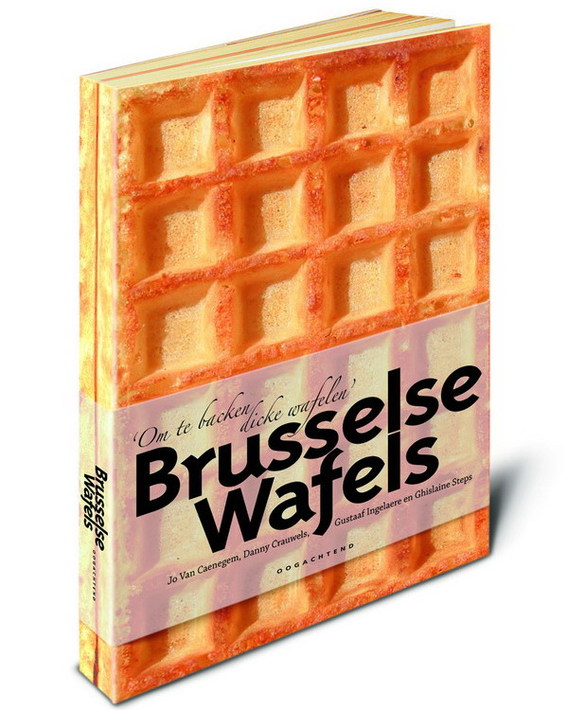 ‘Om te backen dicke wafelen’
Brusselse
Wafels
Jo Van Caenegem, Danny Crauwels, Gustaaf Ingelaere en Ghislaine Steps
OOGACHTEND
Brusselse
Wafels
OOGACHTEND